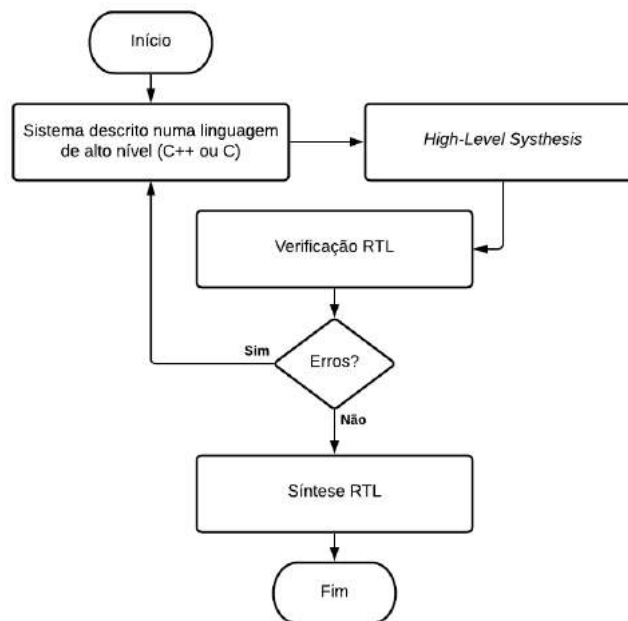 Início
Sistema descrito numa linguagem
de alto nível (C++ ou C)
High-Level Systhesis
Verificação RTL
Erros?
Sim
Não
Síntese RTL
Fim